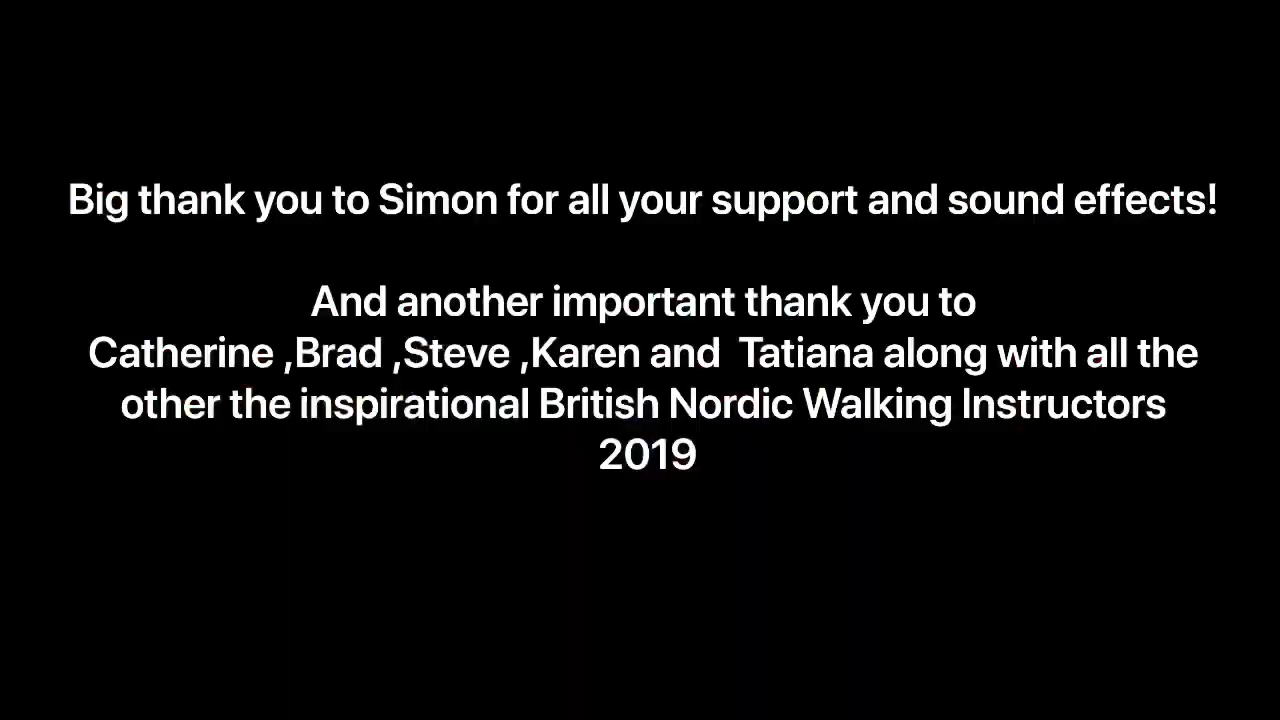 Big thank you to Simon for all your support and sound effects!
And another important thank you to
Catherine ,Brad ,Steve ,Karen and  Tatiana along with all the
other the inspirational British Nordic Walking Instructors
2019